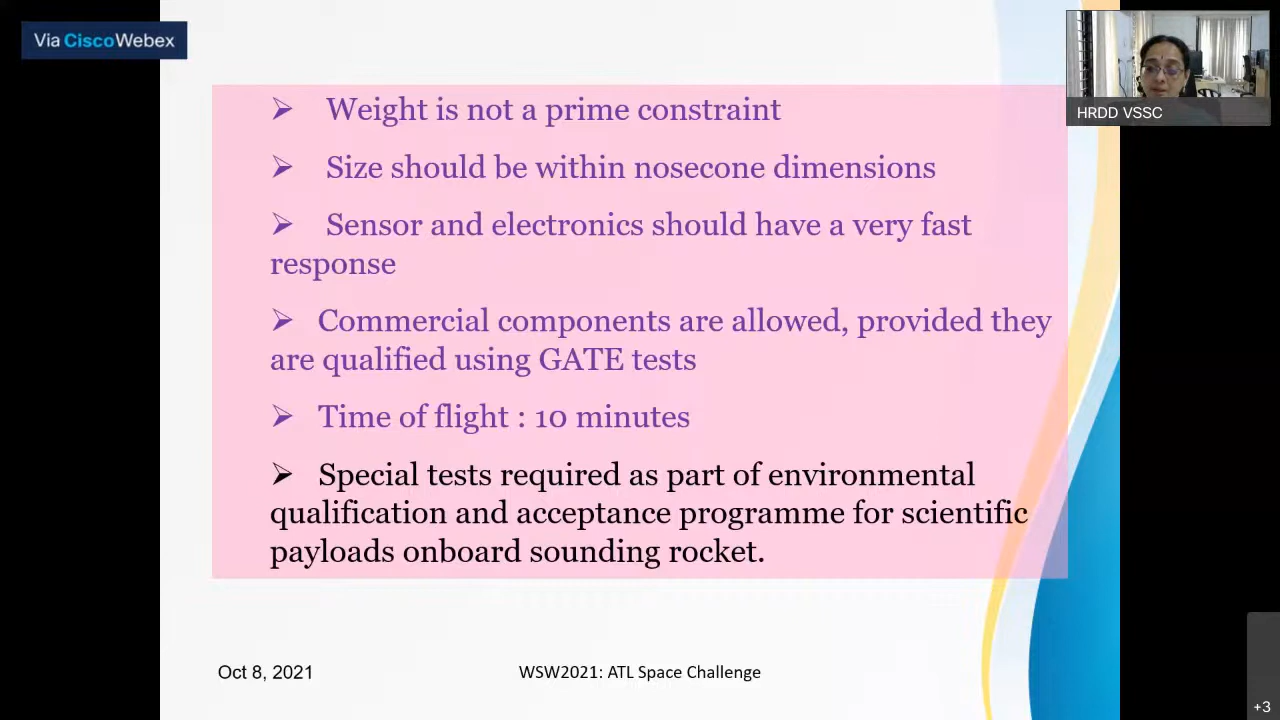 Via CiscoWebex
HRDD VSSC
➢ Weight is not a prime constraint
➢ Size should be within nosecone dimensions
➢ Sensor and electronics should have a very fast
response
➢ Commercial components are allowed, provided they
are qualified using GATE tests
➢ Time of flight : 10 minutes
➢ Special tests required as part of environmental
qualification and acceptance programme for scientific
payloads onboard sounding rocket.
Oct 8, 2021
WSW2021: ATL Space Challenge
+3